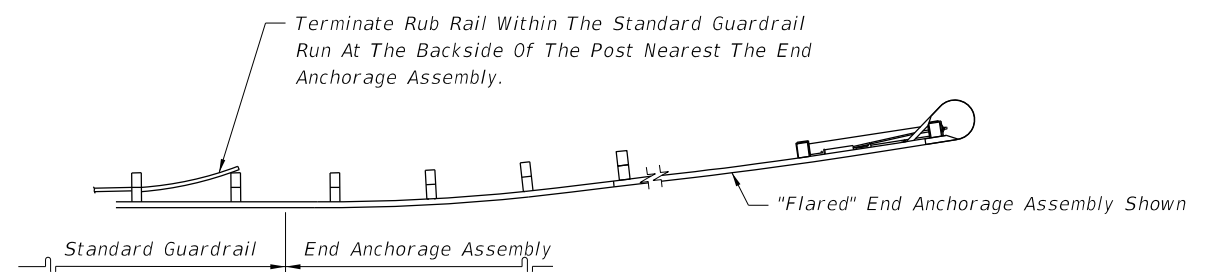 Terminate Rub Rail Within The Standard Guardrail
Run At The Backside Of The Post Nearest The End
Anchorage Assembly.
"Flared" End Anchorage Assembly Shown
Standard Guardrail
End Anchorage Assembly